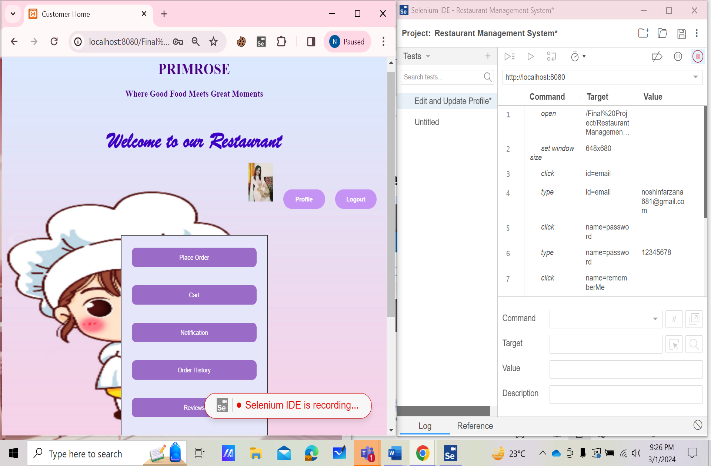 Customer Home
localhost:8080/Final%...
N Paused
PRIMROSE
Where Good Food Meets Great Moments
Welcome to our Restaurant
Profile
Logout
Place Order
Cart
Notification
Order History
Reviews
Se Selenium IDE is recording...
Se Selenium IDE - Restaurant Management System*
Project: Restaurant Management System*
Tests
Search tests...
Edit and Update Profile*
Untitled
http://localhost:8080
Command Target Value
1 open /Final%20Project/Restaurant Managemen...
2 set window size 648x680
3 click id=email
4 type id=email noshinfarzana681@gmail.com
5 click name=password
6 type name=password 12345678
7 click name=rememberMe
Command
Target
Value
Description
Log Reference
Type here to search
23°C
9:26 PM
3/1/2024